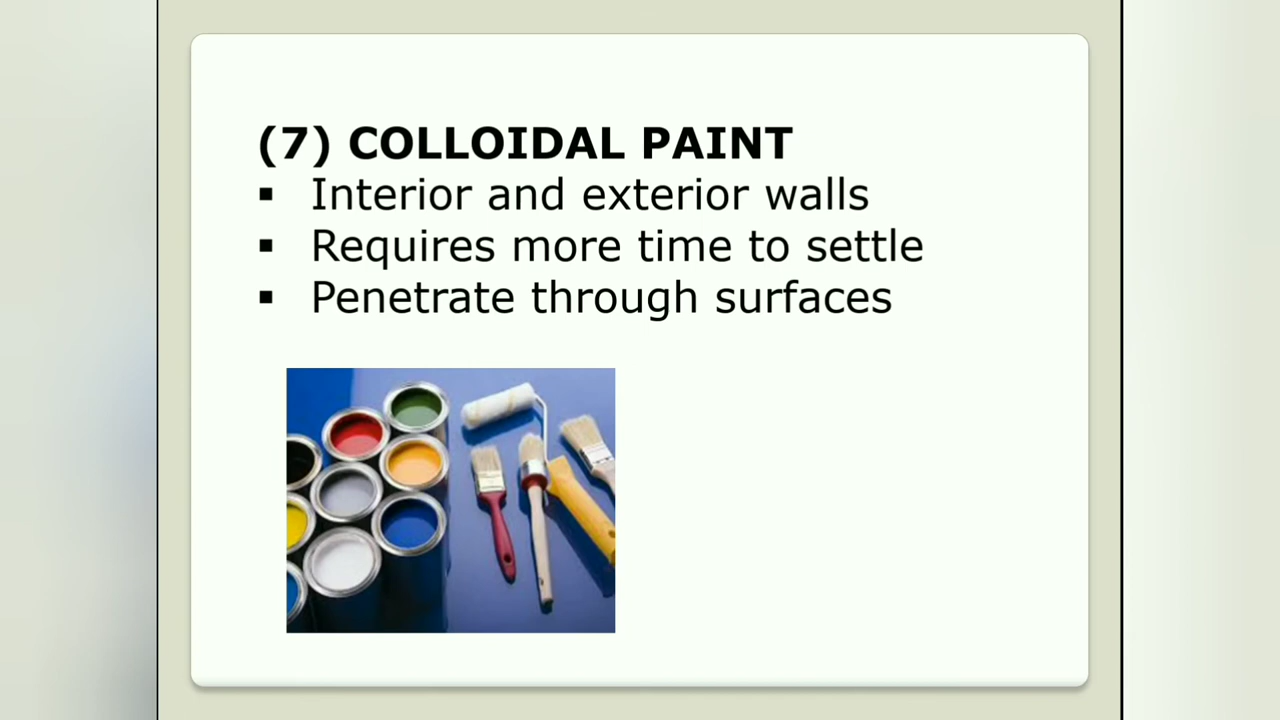 (7) COLLOIDAL PAINT
▪ Interior and exterior walls
▪ Requires more time to settle
▪ Penetrate through surfaces